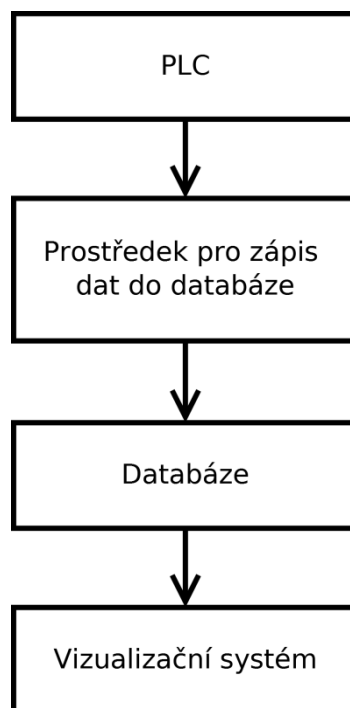 PLC
Prostředek pro zápis
dat do databáze
Databáze
Vizualizační systém